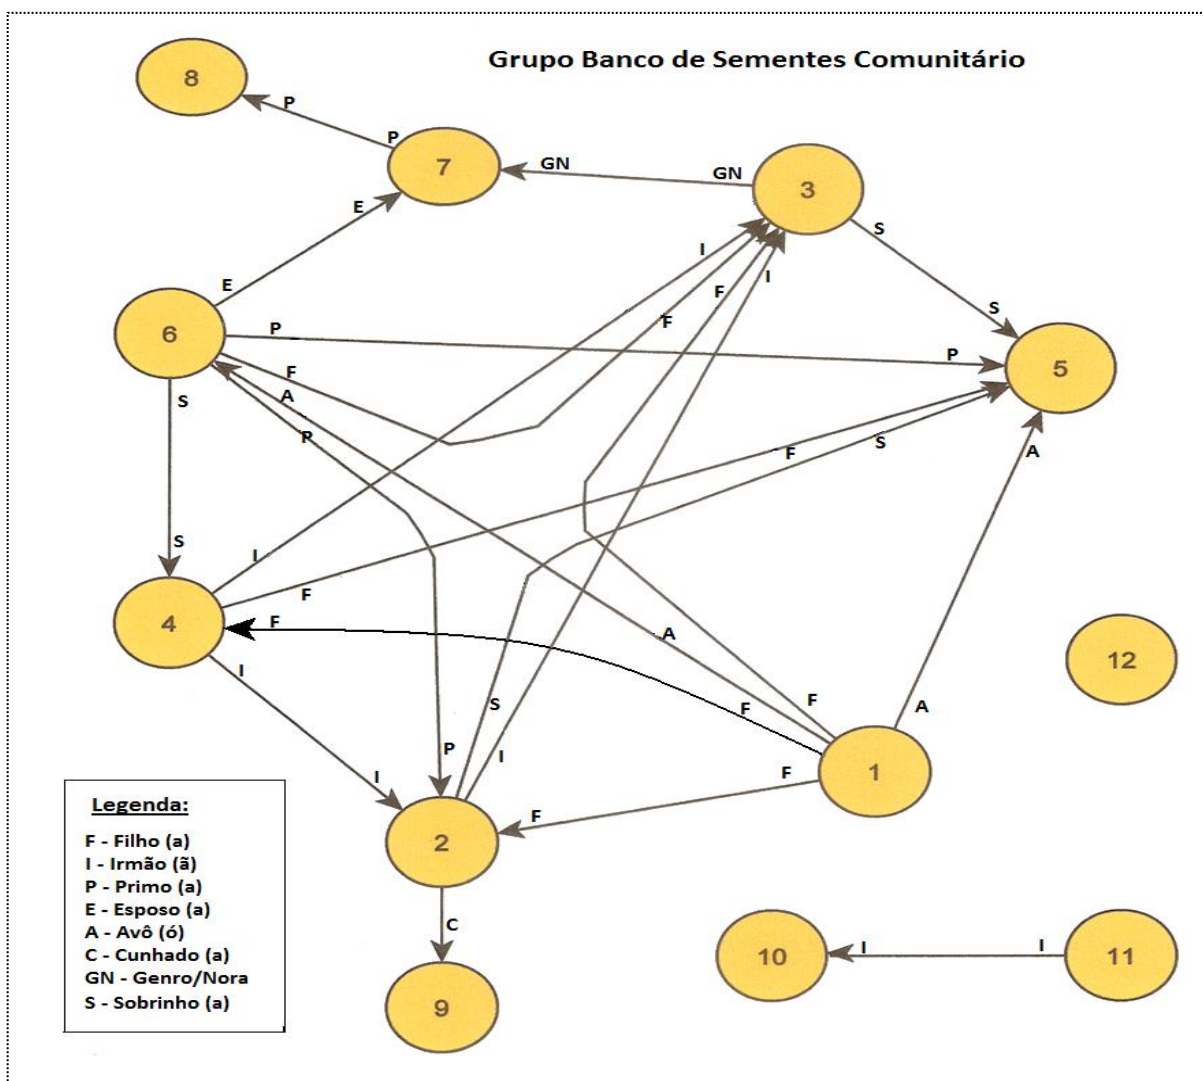 Grupo Banco de Sementes Comunitário
8
P
P
7
GN
GN
3
E
I
S
I
E
F
F
S
6
P
P
5
F
A
S
P
F
S
A
S
I
F
4
F
A
F
I
S
F
F
A
12
P
I
I
F
1
F
2
C
10
I
I
11
9
Legenda:
F - Filho (a)
I - Irmão (ã)
P - Primo (a)
E - Esposo (a)
A - Avô (ó)
C - Cunhado (a)
GN - Genro/Nora
S - Sobrinho (a)